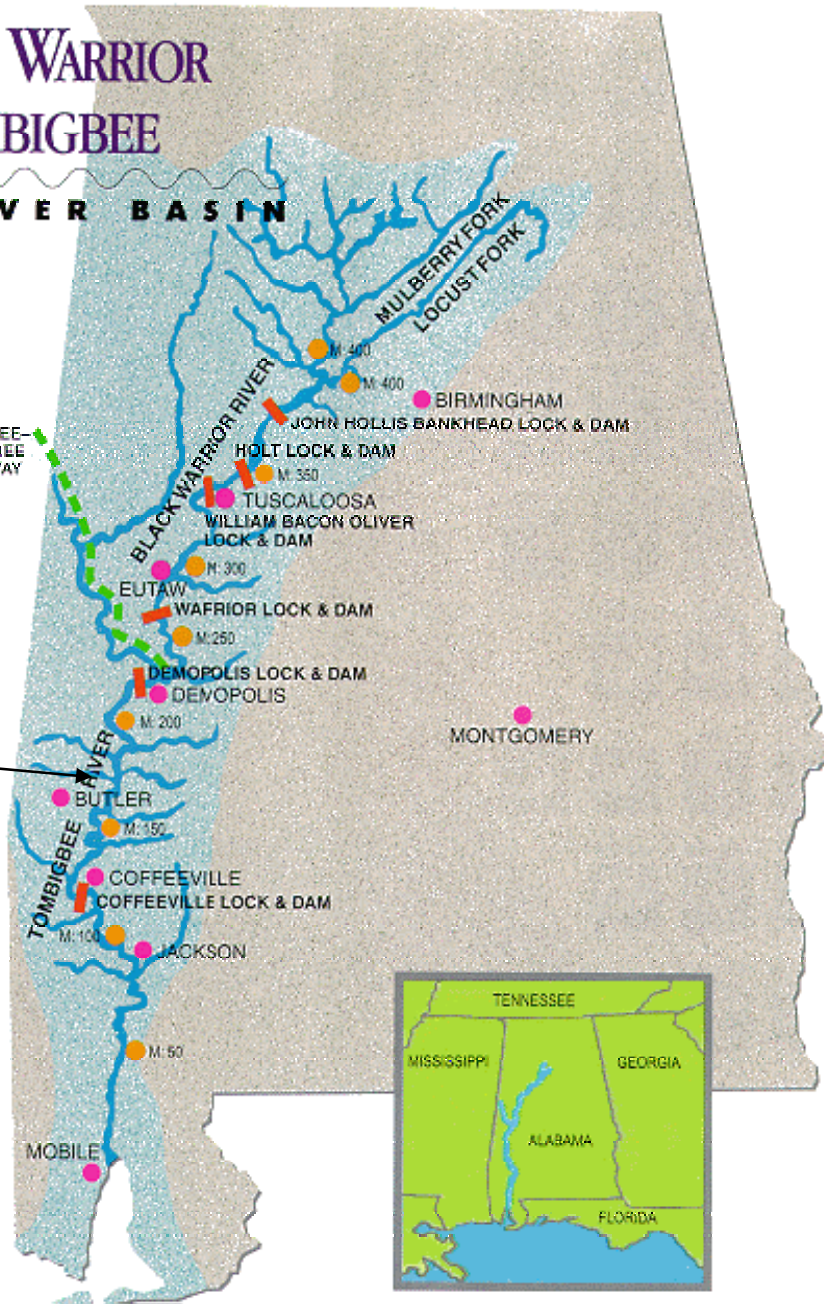 WARRIOR
BIGBEE
VER BASIN
MULBERRY FORK
LOCUST FORK
M: 400
M: 400
BIRMINGHAM
BLACK WARRIOR RIVER
JOHN HOLLIS BANKHEAD LOCK & DAM
EE-
EE
AY
HOLT LOCK & DAM
M: 350
TUSCALOOSA
WILLIAM BACON OLIVER
LOCK & DAM
M: 300
EUTAW
WAFRIOR LOCK & DAM
M:250
DEMOPOLIS LOCK & DAM
DEMOPOLIS
M: 200
MONTGOMERY
TOMBIGBEE RIVER
BUTLER
M: 150
COFFEEVILLE
COFFEEVILLE LOCK & DAM
M: 100
JACKSON
M: 50
MOBILE
TENNESSEE
MISSISSIPPI
GEORGIA
ALABAMA
FLORIDA